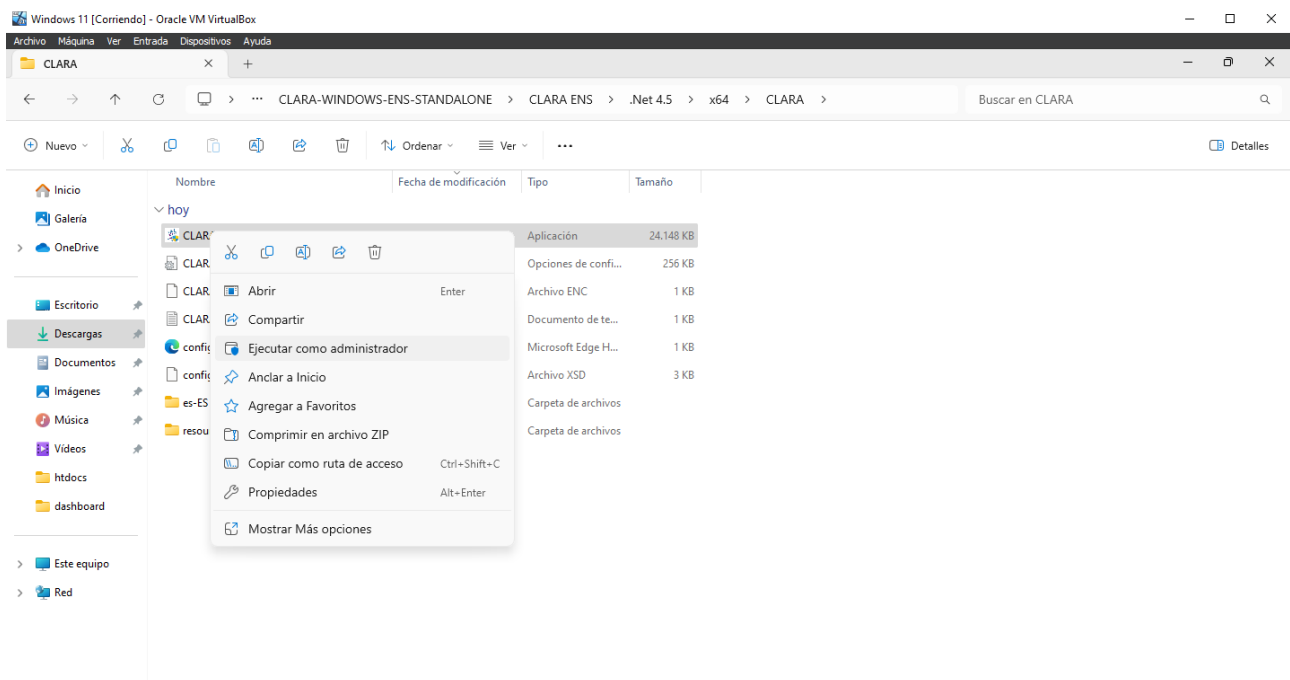 Windows 11 [Corriendo] - Oracle VM VirtualBox
Archivo Máquina Ver Entrada Dispositivos Ayuda
CLARA
CLARA-WINDOWS-ENS-STANDALONE > CLARA ENS > .Net 4.5 > x64 > CLARA >
Buscar en CLARA
Nuevo
Ordenar
Ver
Detalles
Nombre
Fecha de modificación
Tipo
Tamaño
Inicio
Galería
OneDrive
Escritorio
Descargas
Documentos
Imágenes
Música
Vídeos
htdocs
dashboard
Este equipo
Red
hoy
CLAR
Aplicación
24.148 KB
CLAR
Opciones de confi...
256 KB
CLAR
Archivo ENC
1 KB
CLAR
Documento de te...
1 KB
config
Microsoft Edge H...
1 KB
config
Archivo XSD
3 KB
es-ES
Carpeta de archivos
resou
Carpeta de archivos
Abrir
Enter
Compartir
Ejecutar como administrador
Anclar a Inicio
Agregar a Favoritos
Comprimir en archivo ZIP
Copiar como ruta de acceso
Ctrl+Shift+C
Propiedades
Alt+Enter
Mostrar Más opciones